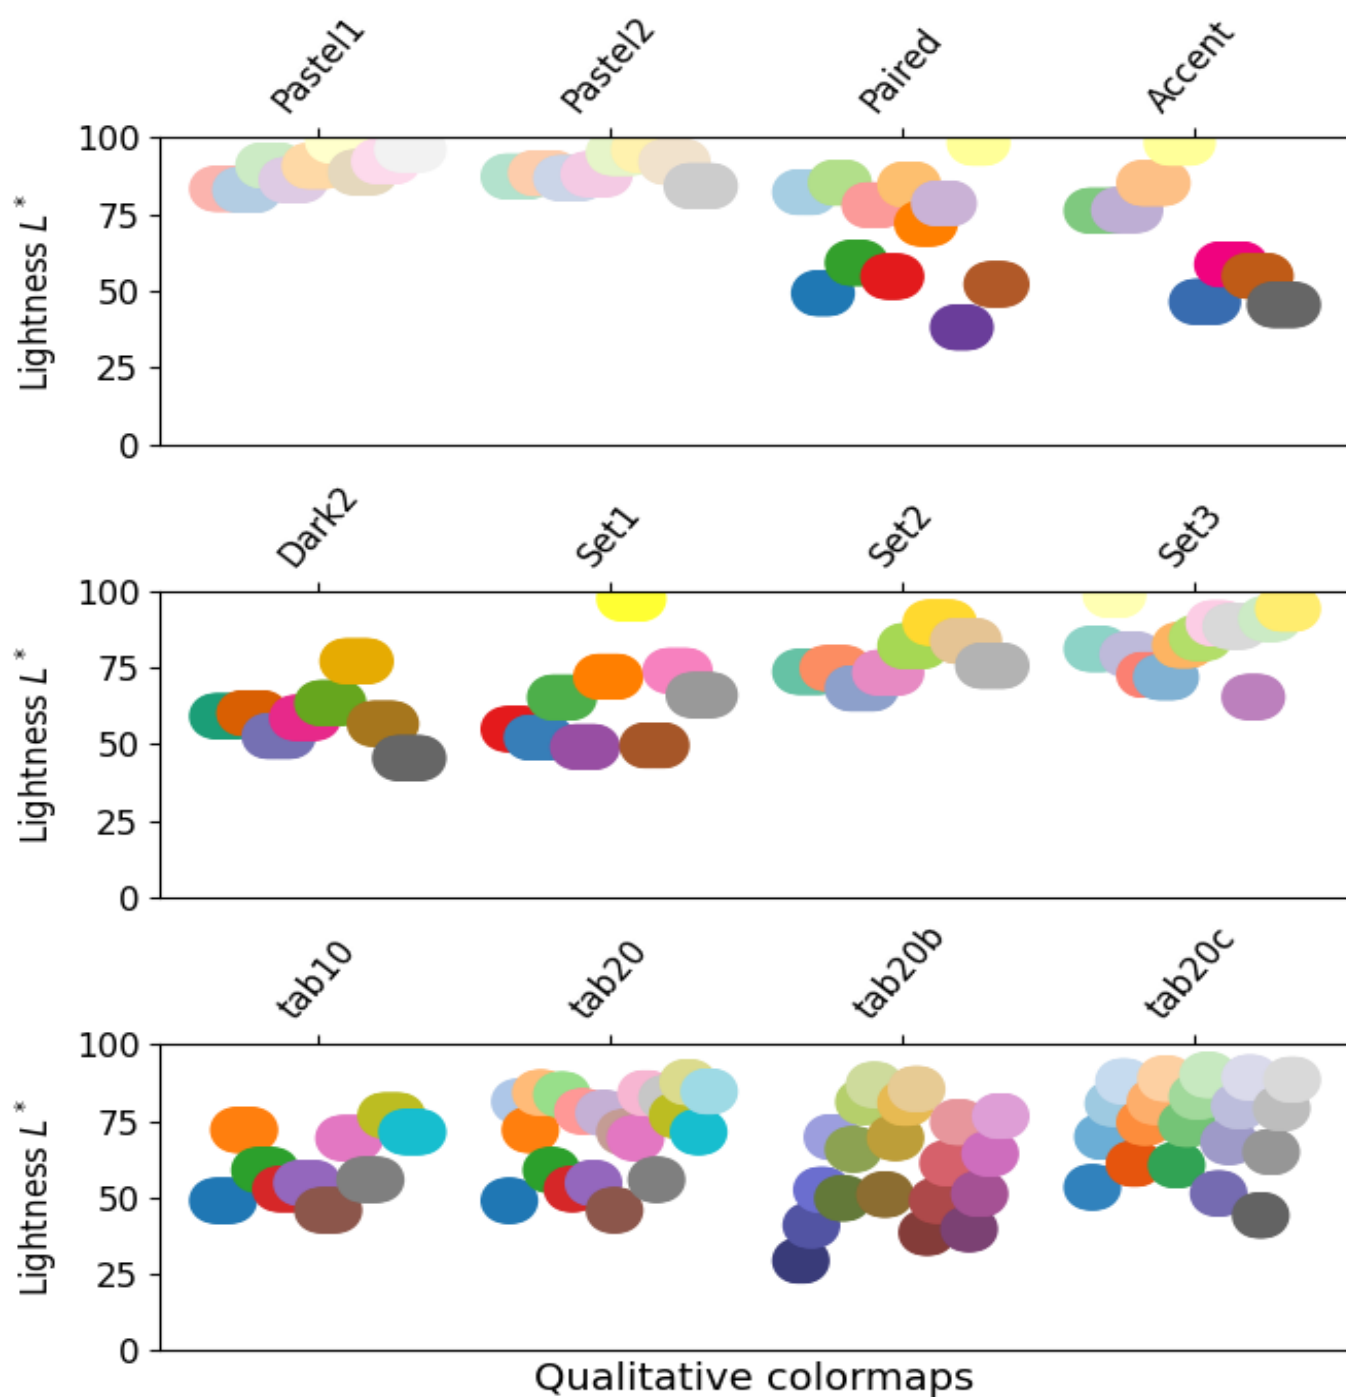 Pastel1 Pastel2 Paired Accent
100
75
50
25
0
Lightness L*
Dark2 Set1 Set2 Set3
100
75
50
25
0
Lightness L*
tab10 tab20 tab20b tab20c
100
75
50
25
0
Lightness L*
Qualitative colormaps